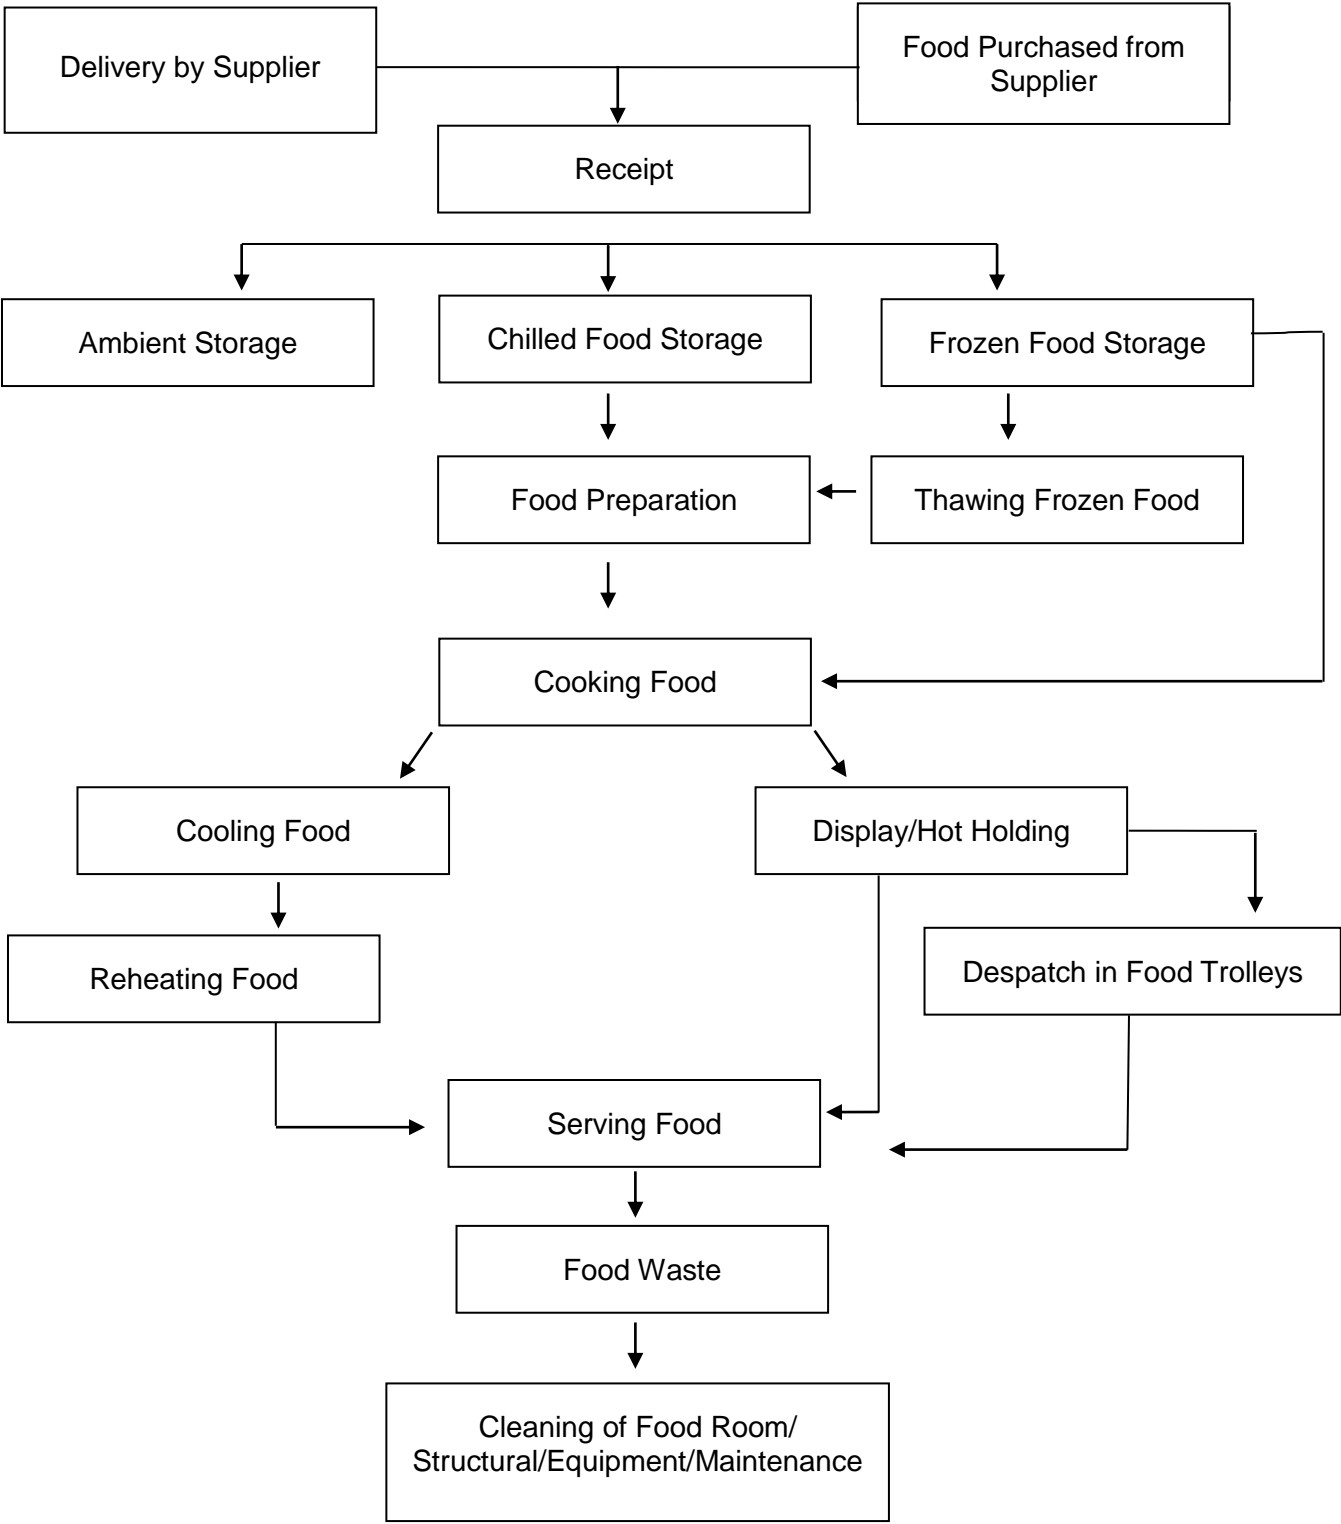 Delivery by Supplier
Food Purchased from
Supplier
Receipt
Ambient Storage
Chilled Food Storage
Frozen Food Storage
Food Preparation
Thawing Frozen Food
Cooking Food
Cooling Food
Display/Hot Holding
Reheating Food
Despatch in Food Trolleys
Serving Food
Food Waste
Cleaning of Food Room/
Structural/Equipment/Maintenance